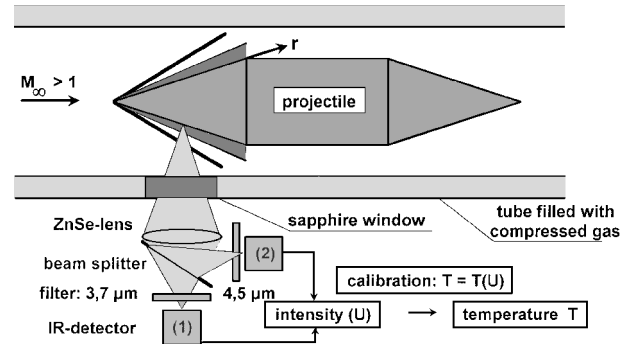 r
M∞ > 1
projectile
ZnSe-lens
sapphire window
tube filled with
compressed gas
beam splitter
(2)
filter: 3,7 µm
4,5 µm
calibration: T = T(U)
intensity (U)
temperature T
IR-detector
(1)